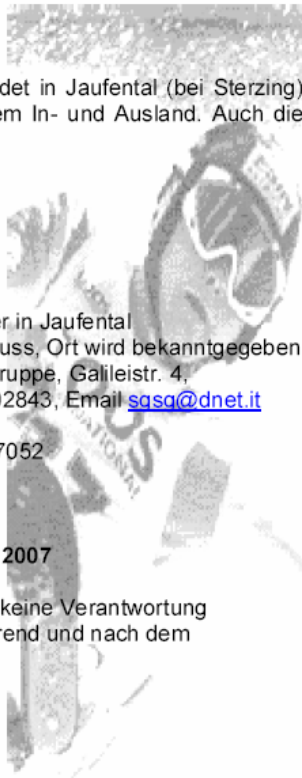 det in Jaufental (bei Sterzing)
em In- und Ausland. Auch die
er in Jaufental
uss, Ort wird bekanntgegeben
ruppe, Galileistr. 4,
02843, Email sgsg@dnet.it
7052
2007
keine Verantwortung
rend und nach dem